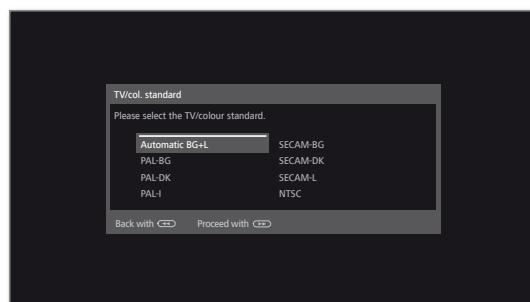 TV/col. standard
Please select the TV/colour standard.
Automatic BG+L SECAM-BG
PAL-BG SECAM-DK
PAL-DK SECAM-L
PAL-I NTSC
Back with Proceed with